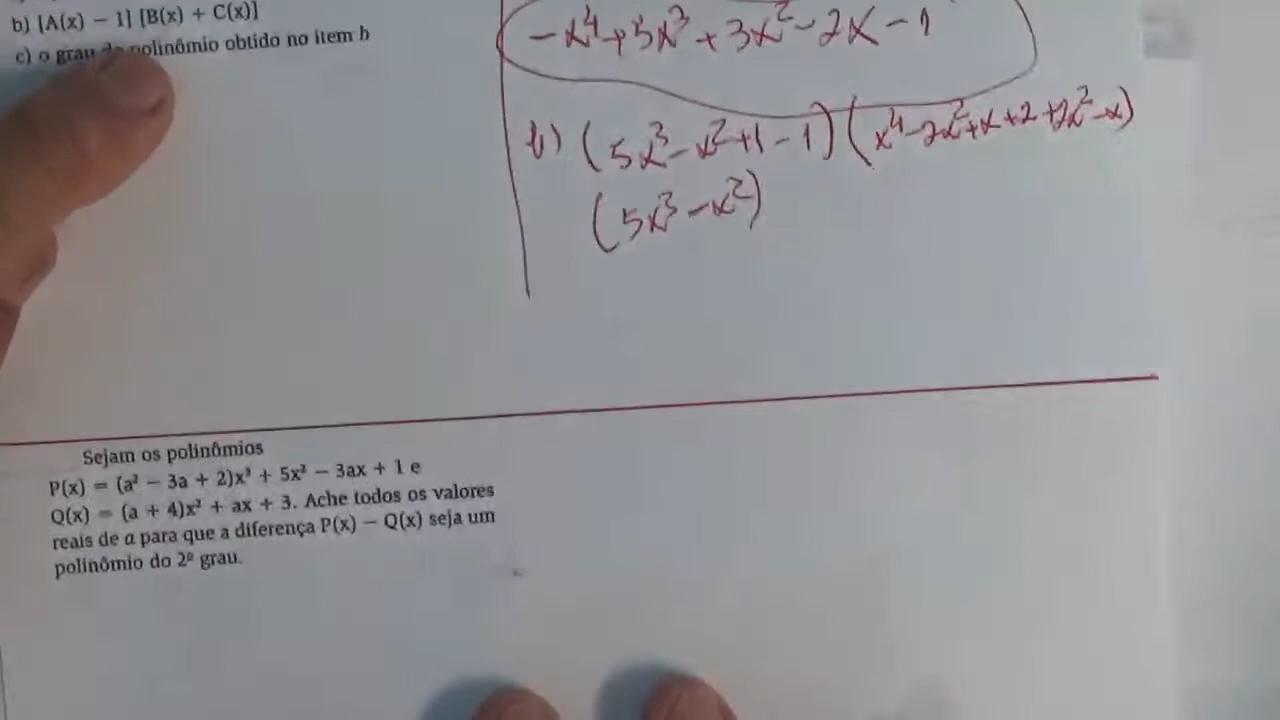 b) [A(x) − 1] [B(x) + C(x)]
c) o grau do polinômio obtido no item b
−x⁴+5x³+3x²−2x−1
b) (5x³−x²+1−1)(x⁴−2x²+x+2+2x²−x)
(5x³−x²)
Sejam os polinômios
P(x) = (a² − 3a + 2)x³ + 5x² − 3ax + 1 e
Q(x) = (a + 4)x² + ax + 3. Ache todos os valores
reais de a para que a diferença P(x) − Q(x) seja um
polinômio do 2º grau.